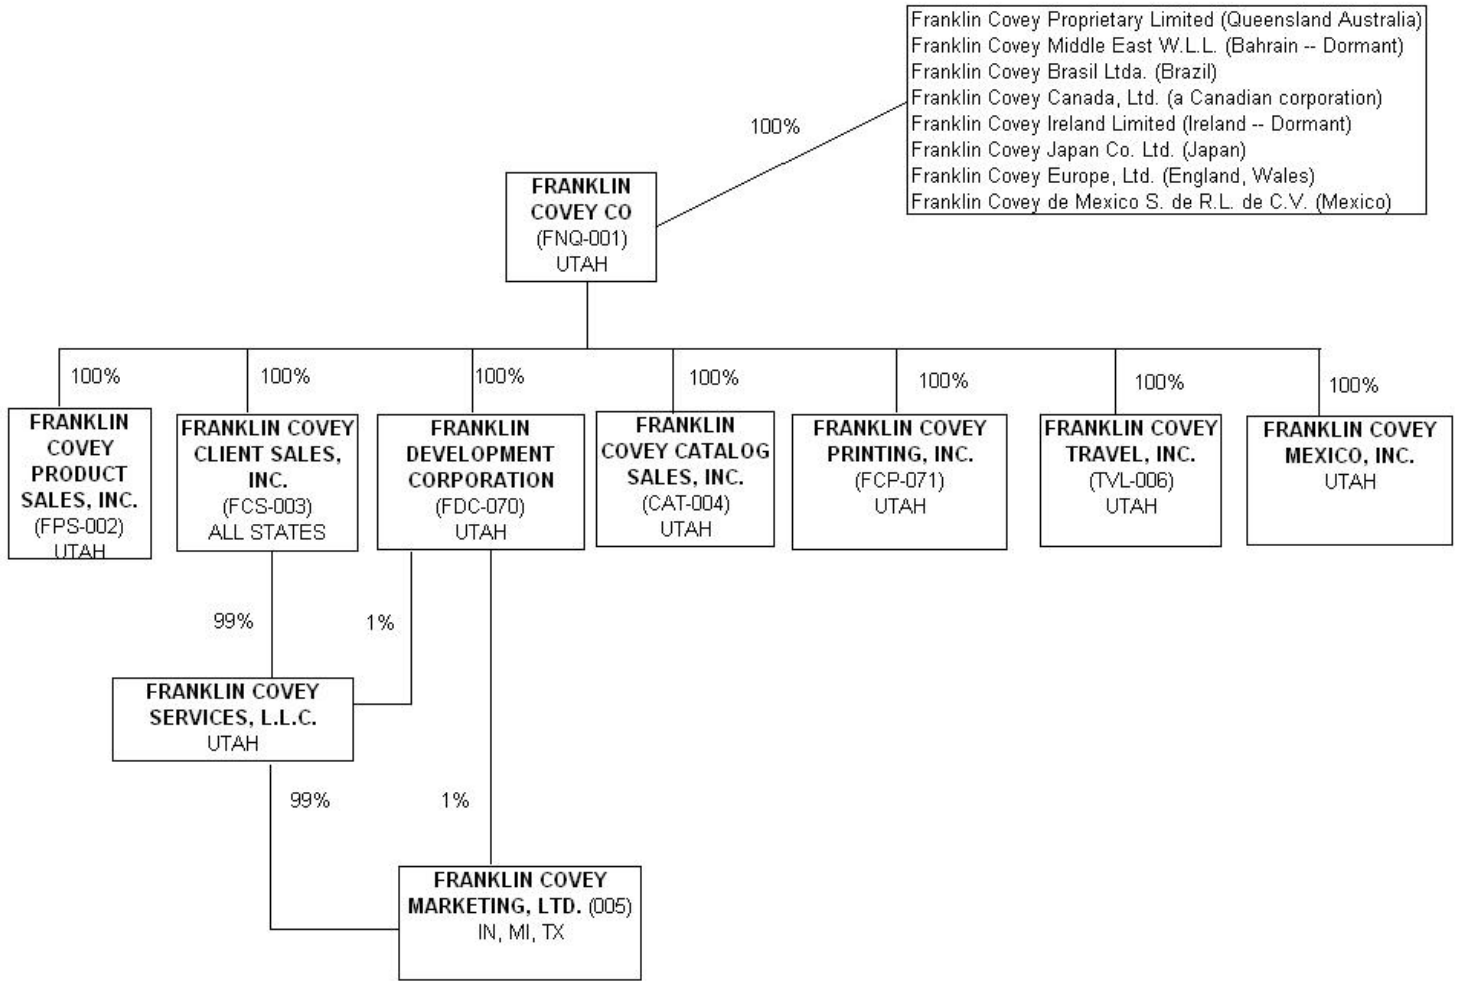 Franklin Covey Proprietary Limited (Queensland Australia)
Franklin Covey Middle East W.L.L. (Bahrain -- Dormant)
Franklin Covey Brasil Ltda. (Brazil)
Franklin Covey Canada, Ltd. (a Canadian corporation)
Franklin Covey Ireland Limited (Ireland -- Dormant)
Franklin Covey Japan Co. Ltd. (Japan)
Franklin Covey Europe, Ltd. (England, Wales)
Franklin Covey de Mexico S. de R.L. de C.V. (Mexico)
100%
FRANKLIN
COVEY CO
(FNQ-001)
UTAH
100%
100%
100%
100%
100%
100%
100%
FRANKLIN
COVEY
PRODUCT
SALES, INC.
(FPS-002)
UTAH
FRANKLIN COVEY
CLIENT SALES,
INC.
(FCS-003)
ALL STATES
FRANKLIN
DEVELOPMENT
CORPORATION
(FDC-070)
UTAH
FRANKLIN
COVEY CATALOG
SALES, INC.
(CAT-004)
UTAH
FRANKLIN COVEY
PRINTING, INC.
(FCP-071)
UTAH
FRANKLIN COVEY
TRAVEL, INC.
(TVL-006)
UTAH
FRANKLIN COVEY
MEXICO, INC.
UTAH
99%
1%
FRANKLIN COVEY
SERVICES, L.L.C.
UTAH
99%
1%
FRANKLIN COVEY
MARKETING, LTD. (005)
IN, MI, TX